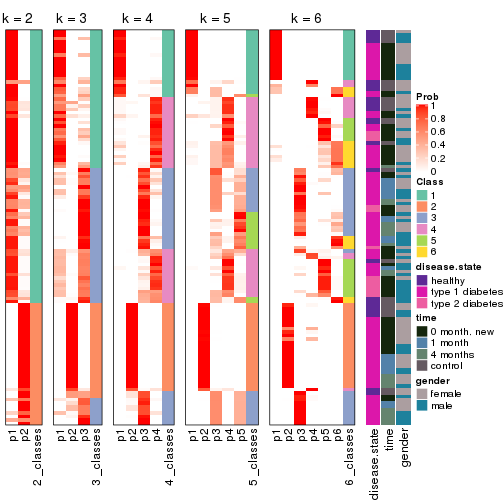 k = 2
k = 3
k = 4
k = 5
k = 6
p1
p2
2_classes
p1
p2
p3
3_classes
p1
p2
p3
p4
4_classes
p1
p2
p3
p4
p5
5_classes
p1
p2
p3
p4
p5
p6
6_classes
disease.state
time
gender
Prob
1
0.8
0.6
0.4
0.2
0
Class
1
2
3
4
5
6
disease.state
healthy
type 1 diabetes
type 2 diabetes
time
0 month. new
1 month
4 months
control
gender
female
male